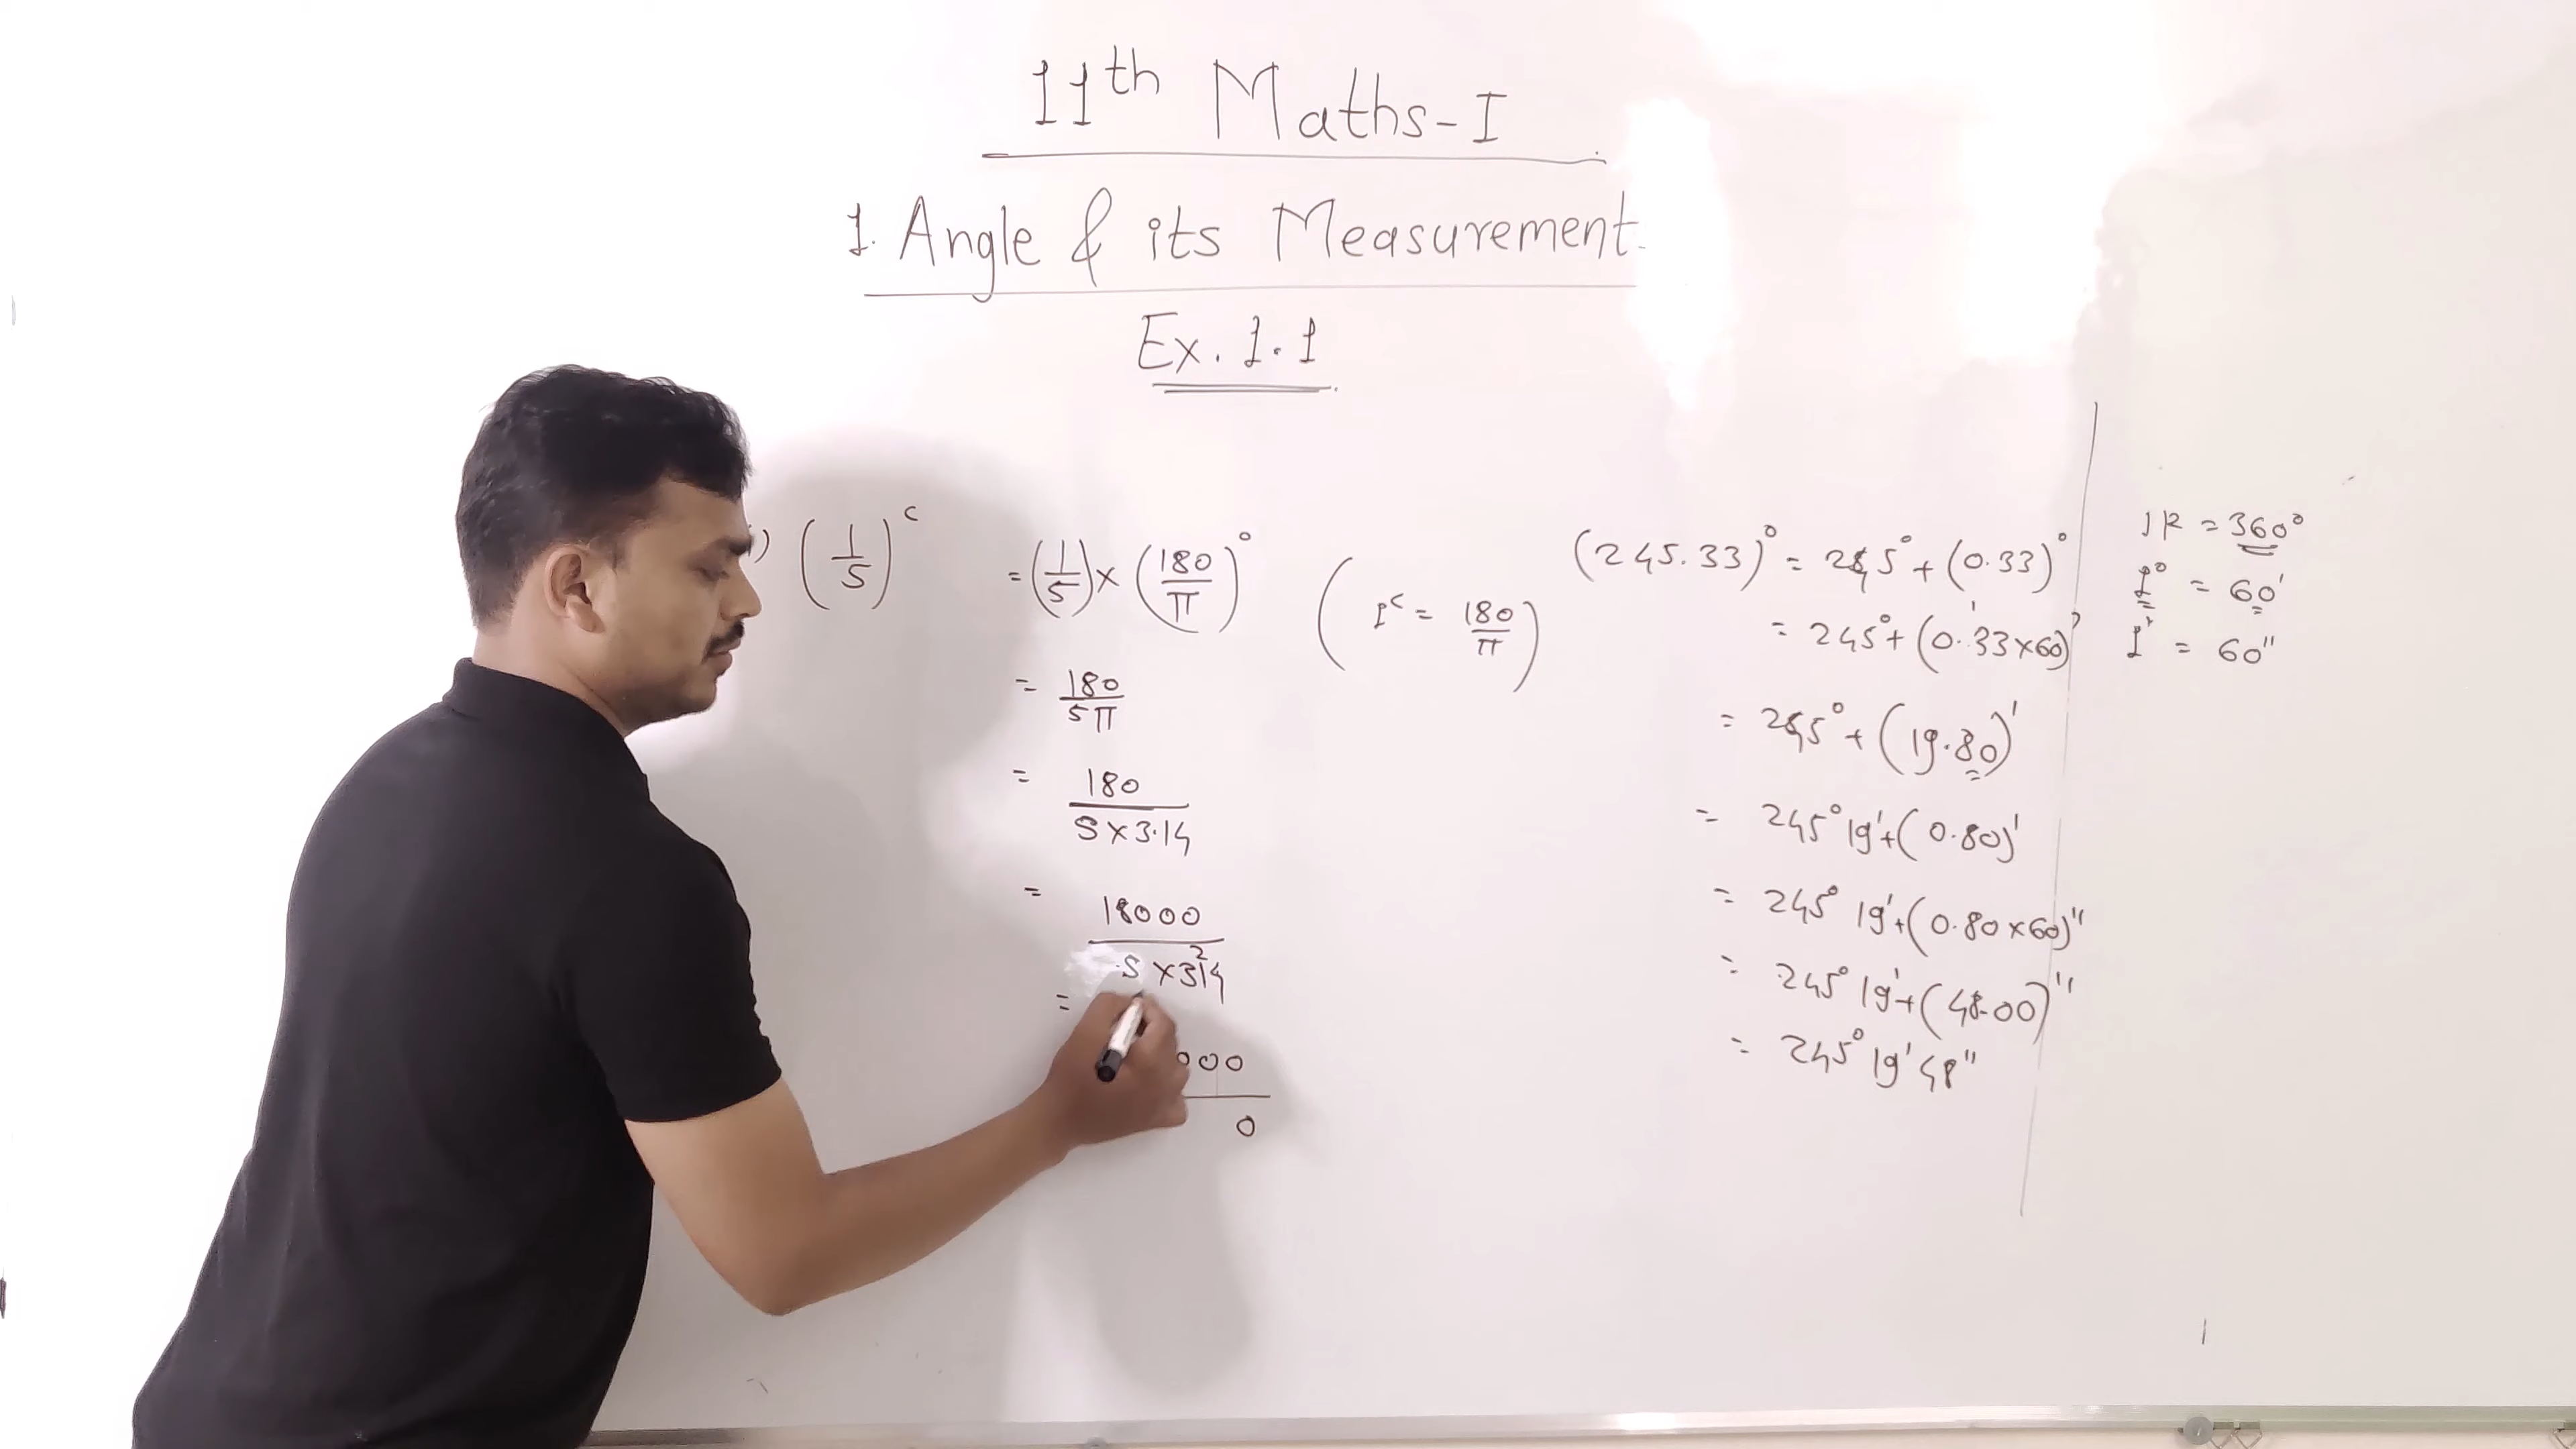 11th Maths-I
1. Angle & its Measurement.
Ex. 1.1
) (1/5)^c = (1/5) × (180/π)° ( 1^c = 180/π )
= 180/5π
= 180/5×3.14
= 18000/5×314
=
000/0
2
(245.33)° = 245° + (0.33)°
= 245° + (0.33×60)'
= 245° + (19.80)'
= 245° 19' + (0.80)'
= 245° 19' + (0.80×60)"
= 245° 19' + (48.00)"
= 245° 19' 48"
1R = 360°
1° = 60'
1' = 60"